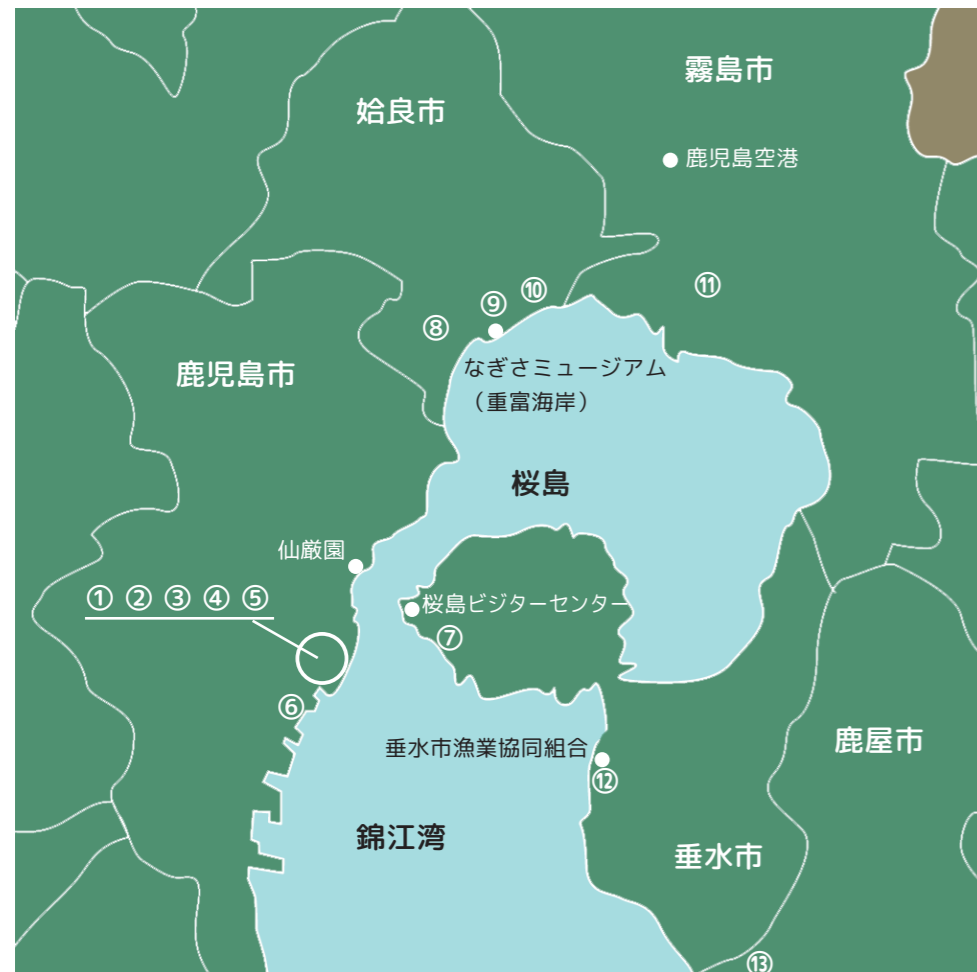 霧島市
姶良市
鹿児島空港
⑪
⑩
⑨
⑧
なぎさミュージアム
（重富海岸）
鹿児島市
桜島
仙厳園
① ② ③ ④ ⑤
桜島ビジターセンター
⑦
⑥
鹿屋市
垂水市漁業協同組合
⑫
錦江湾
垂水市
⑬